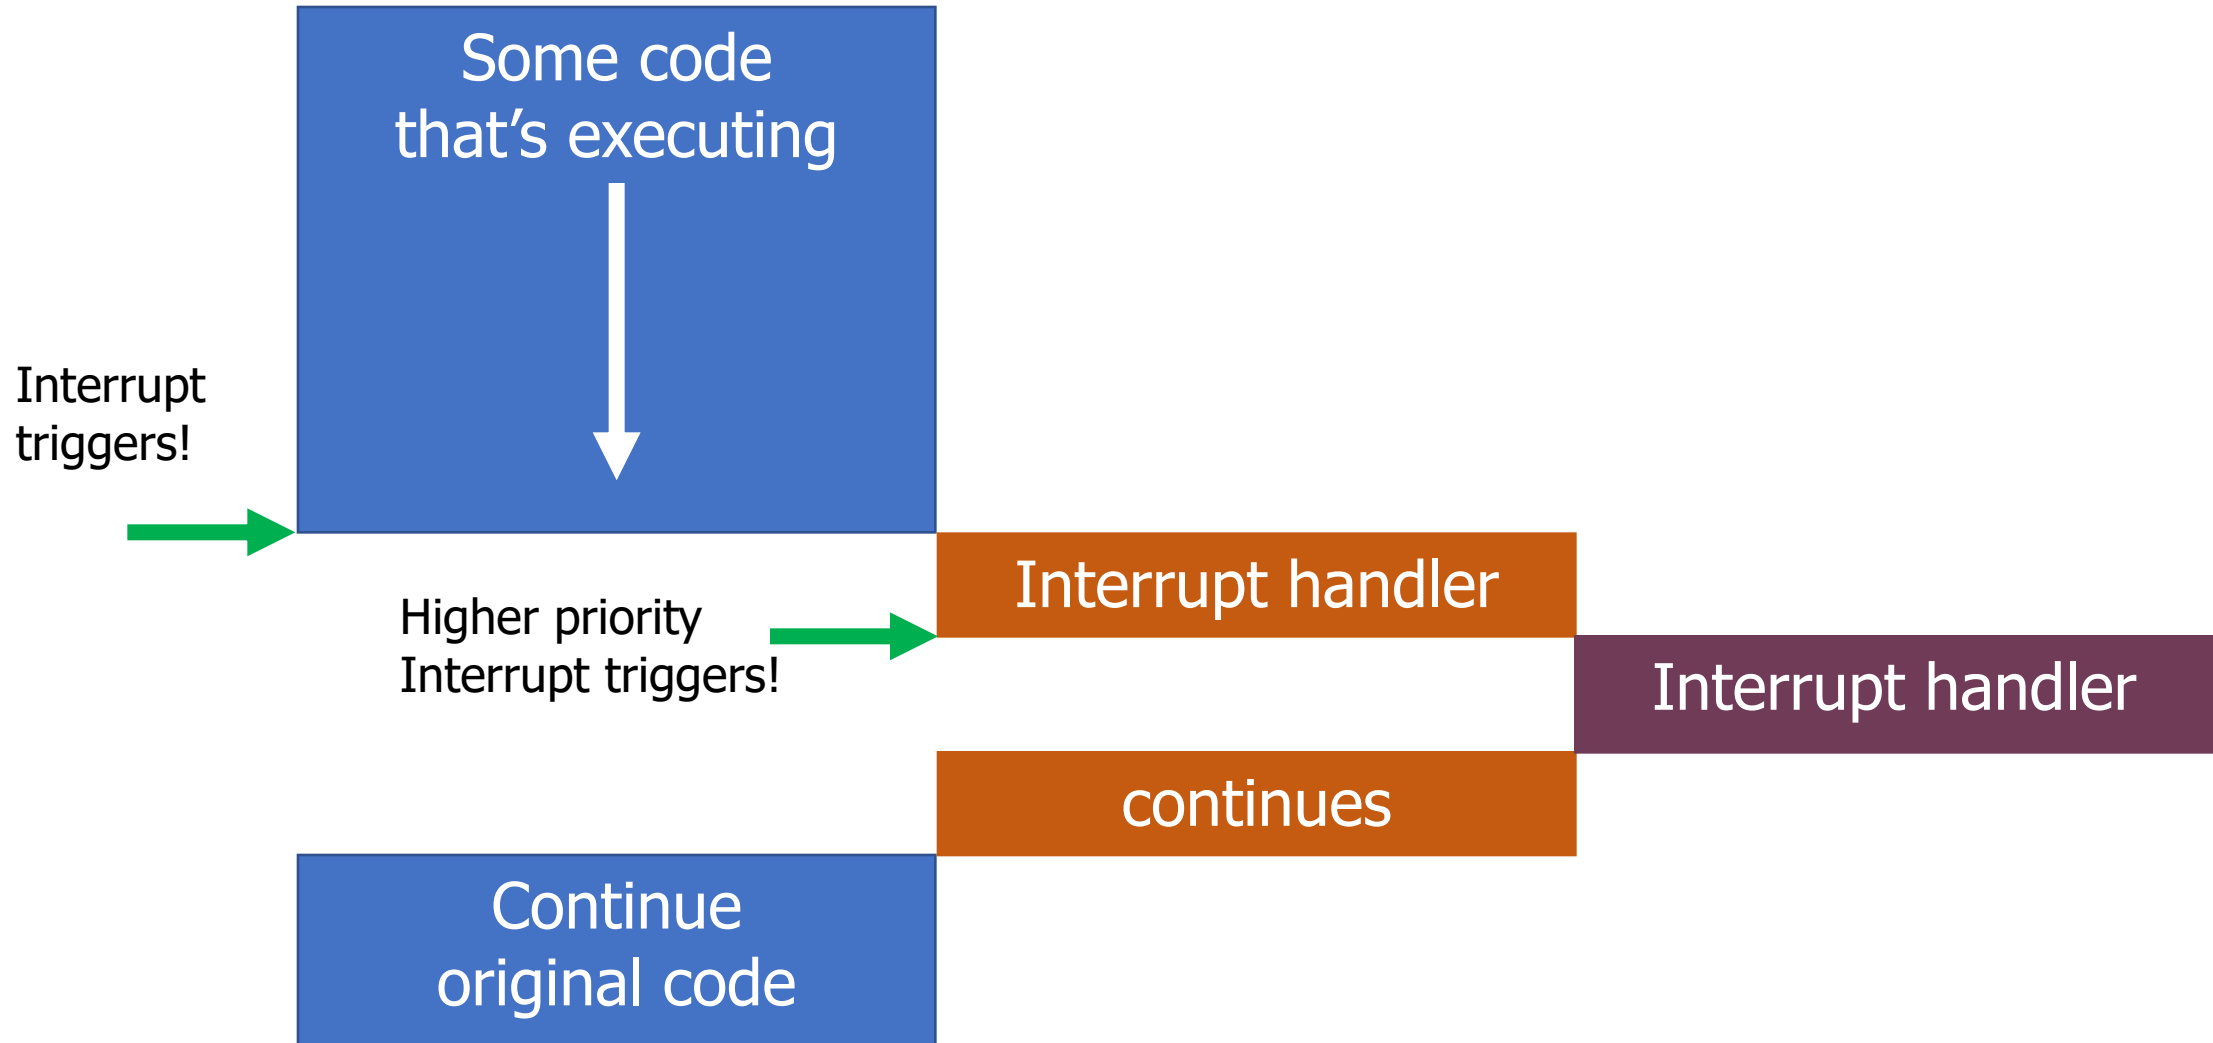 Some code
that’s executing
Interrupt
triggers!
Interrupt handler
Higher priority
Interrupt triggers!
Interrupt handler
continues
Continue
original code